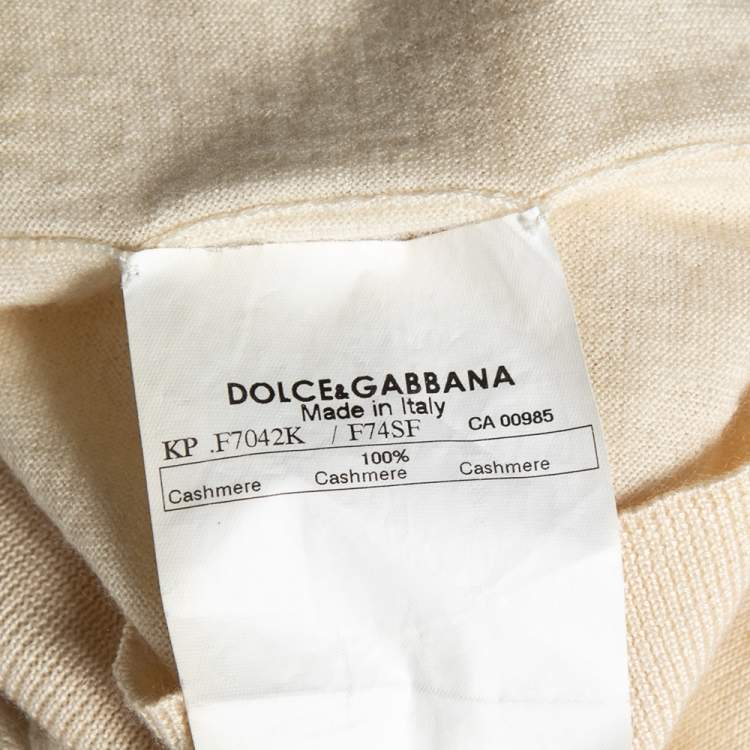 DOLCE&GABBANA
Made in Italy
KP .F7042K / F74SF CA 00985
100%
Cashmere Cashmere Cashmere